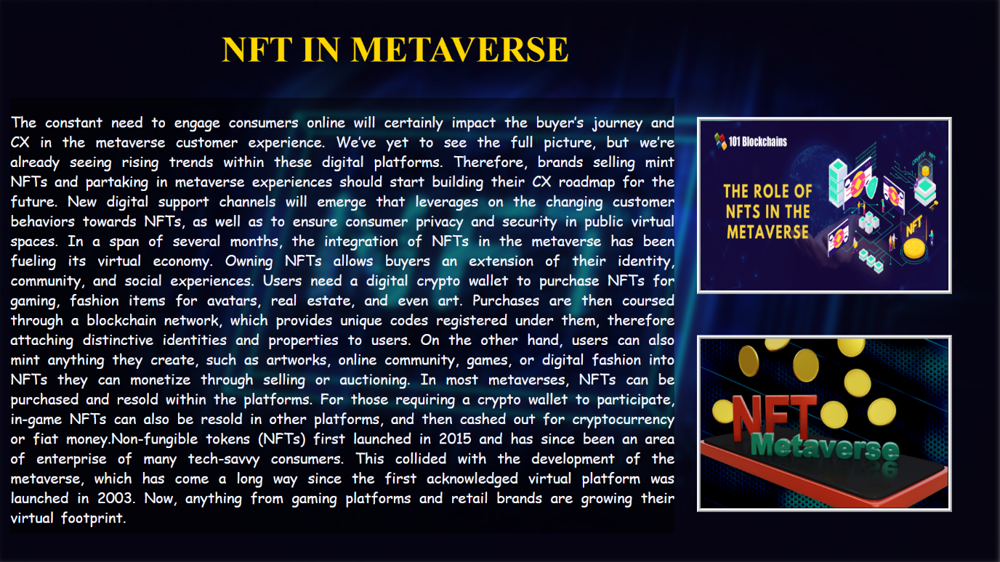 NFT IN METAVERSE
The constant need to engage consumers online will certainly impact the buyer's journey and
CX in the metaverse customer experience. We've yet to see the full picture, but we're
already seeing rising trends within these digital platforms. Therefore, brands selling mint
NFTs and partaking in metaverse experiences should start building their CX roadmap for the
future. New digital support channels will emerge that leverages on the changing customer
behaviors towards NFTs, as well as to ensure consumer privacy and security in public virtual
spaces. In a span of several months, the integration of NFTs in the metaverse has been
fueling its virtual economy. Owning NFTs allows buyers an extension of their identity,
community, and social experiences. Users need a digital crypto wallet to purchase NFTs for
gaming, fashion items for avatars, real estate, and even art. Purchases are then coursed
through a blockchain network, which provides unique codes registered under them, therefore
attaching distinctive identities and properties to users. On the other hand, users can also
mint anything they create, such as artworks, online community, games, or digital fashion into
NFTs they can monetize through selling or auctioning. In most metaverses, NFTs can be
purchased and resold within the platforms. For those requiring a crypto wallet to participate,
in-game NFTs can also be resold in other platforms, and then cashed out for cryptocurrency
or fiat money.Non-fungible tokens (NFTs) first launched in 2015 and has since been an area
of enterprise of many tech-savvy consumers. This collided with the development of the
metaverse, which has come a long way since the first acknowledged virtual platform was
launched in 2003. Now, anything from gaming platforms and retail brands are growing their
virtual footprint.
101 Blockchains
THE ROLE OF
NFTS IN THE
METAVERSE
CRYPTO NFT
NFT
NFT
Metaverse